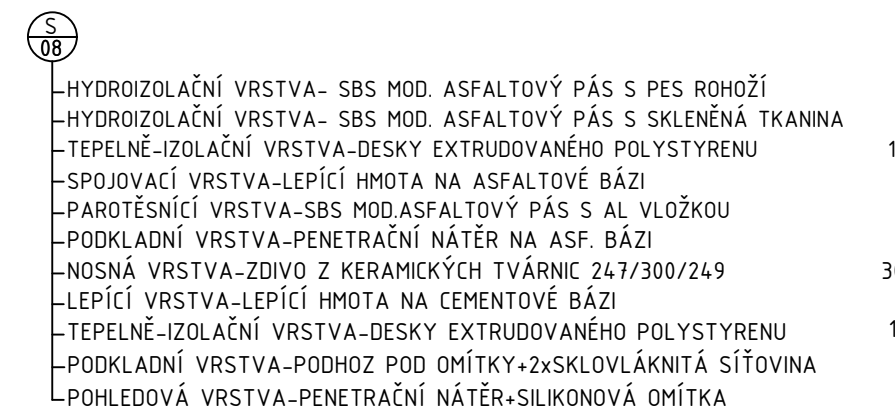 S
08
HYDROIZOLAČNÍ VRSTVA- SBS MOD. ASFALTOVÝ PÁS S PES ROHOŽÍ
HYDROIZOLAČNÍ VRSTVA- SBS MOD. ASFALTOVÝ PÁS S SKLENĚNÁ TKANINA
TEPELNĚ-IZOLAČNÍ VRSTVA-DESKY EXTRUDOVANÉHO POLYSTYRENU
SPOJOVACÍ VRSTVA-LEPÍCÍ HMOTA NA ASFALTOVÉ BÁZI
PAROTĚSNÍCÍ VRSTVA-SBS MOD.ASFALTOVÝ PÁS S AL VLOŽKOU
PODKLADNÍ VRSTVA-PENETRAČNÍ NÁTĚR NA ASF. BÁZI
NOSNÁ VRSTVA-ZDIVO Z KERAMICKÝCH TVÁRNIC 247/300/249
LEPÍCÍ VRSTVA-LEPÍCÍ HMOTA NA CEMENTOVÉ BÁZI
TEPELNĚ-IZOLAČNÍ VRSTVA-DESKY EXTRUDOVANÉHO POLYSTYRENU
PODKLADNÍ VRSTVA-PODHOZ POD OMÍTKY+2xSKLOVLÁKNITÁ SÍŤOVINA
POHLEDOVÁ VRSTVA-PENETRAČNÍ NÁTĚR+SILIKONOVÁ OMÍTKA